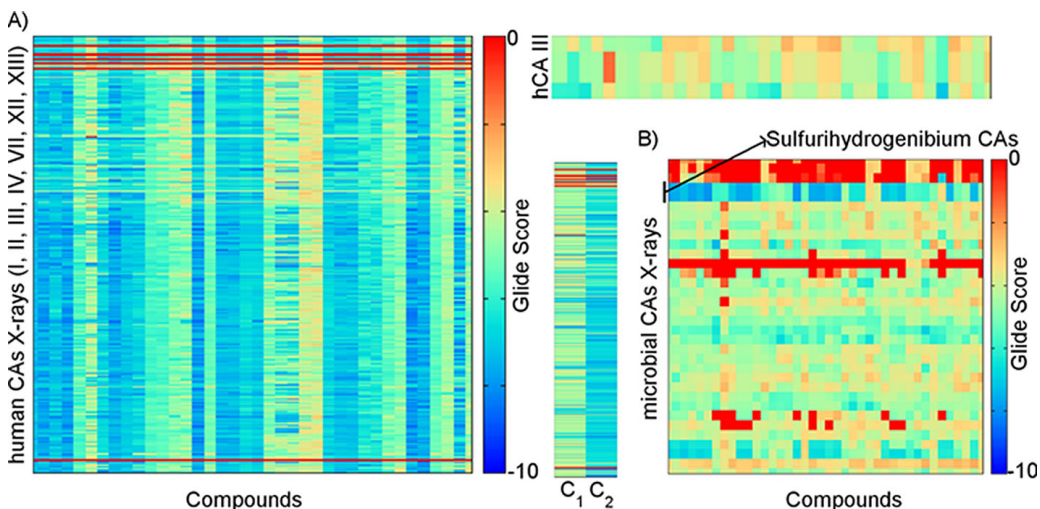 A)
human CAs X-rays (I, II, III, IV, VII, XII, XIII)
Compounds
0
Glide Score
-10
hCA III
C1 C2
B)
Sulfurihydrogenibium CAs
microbial CAs X-rays
Compounds
0
Glide Score
-10